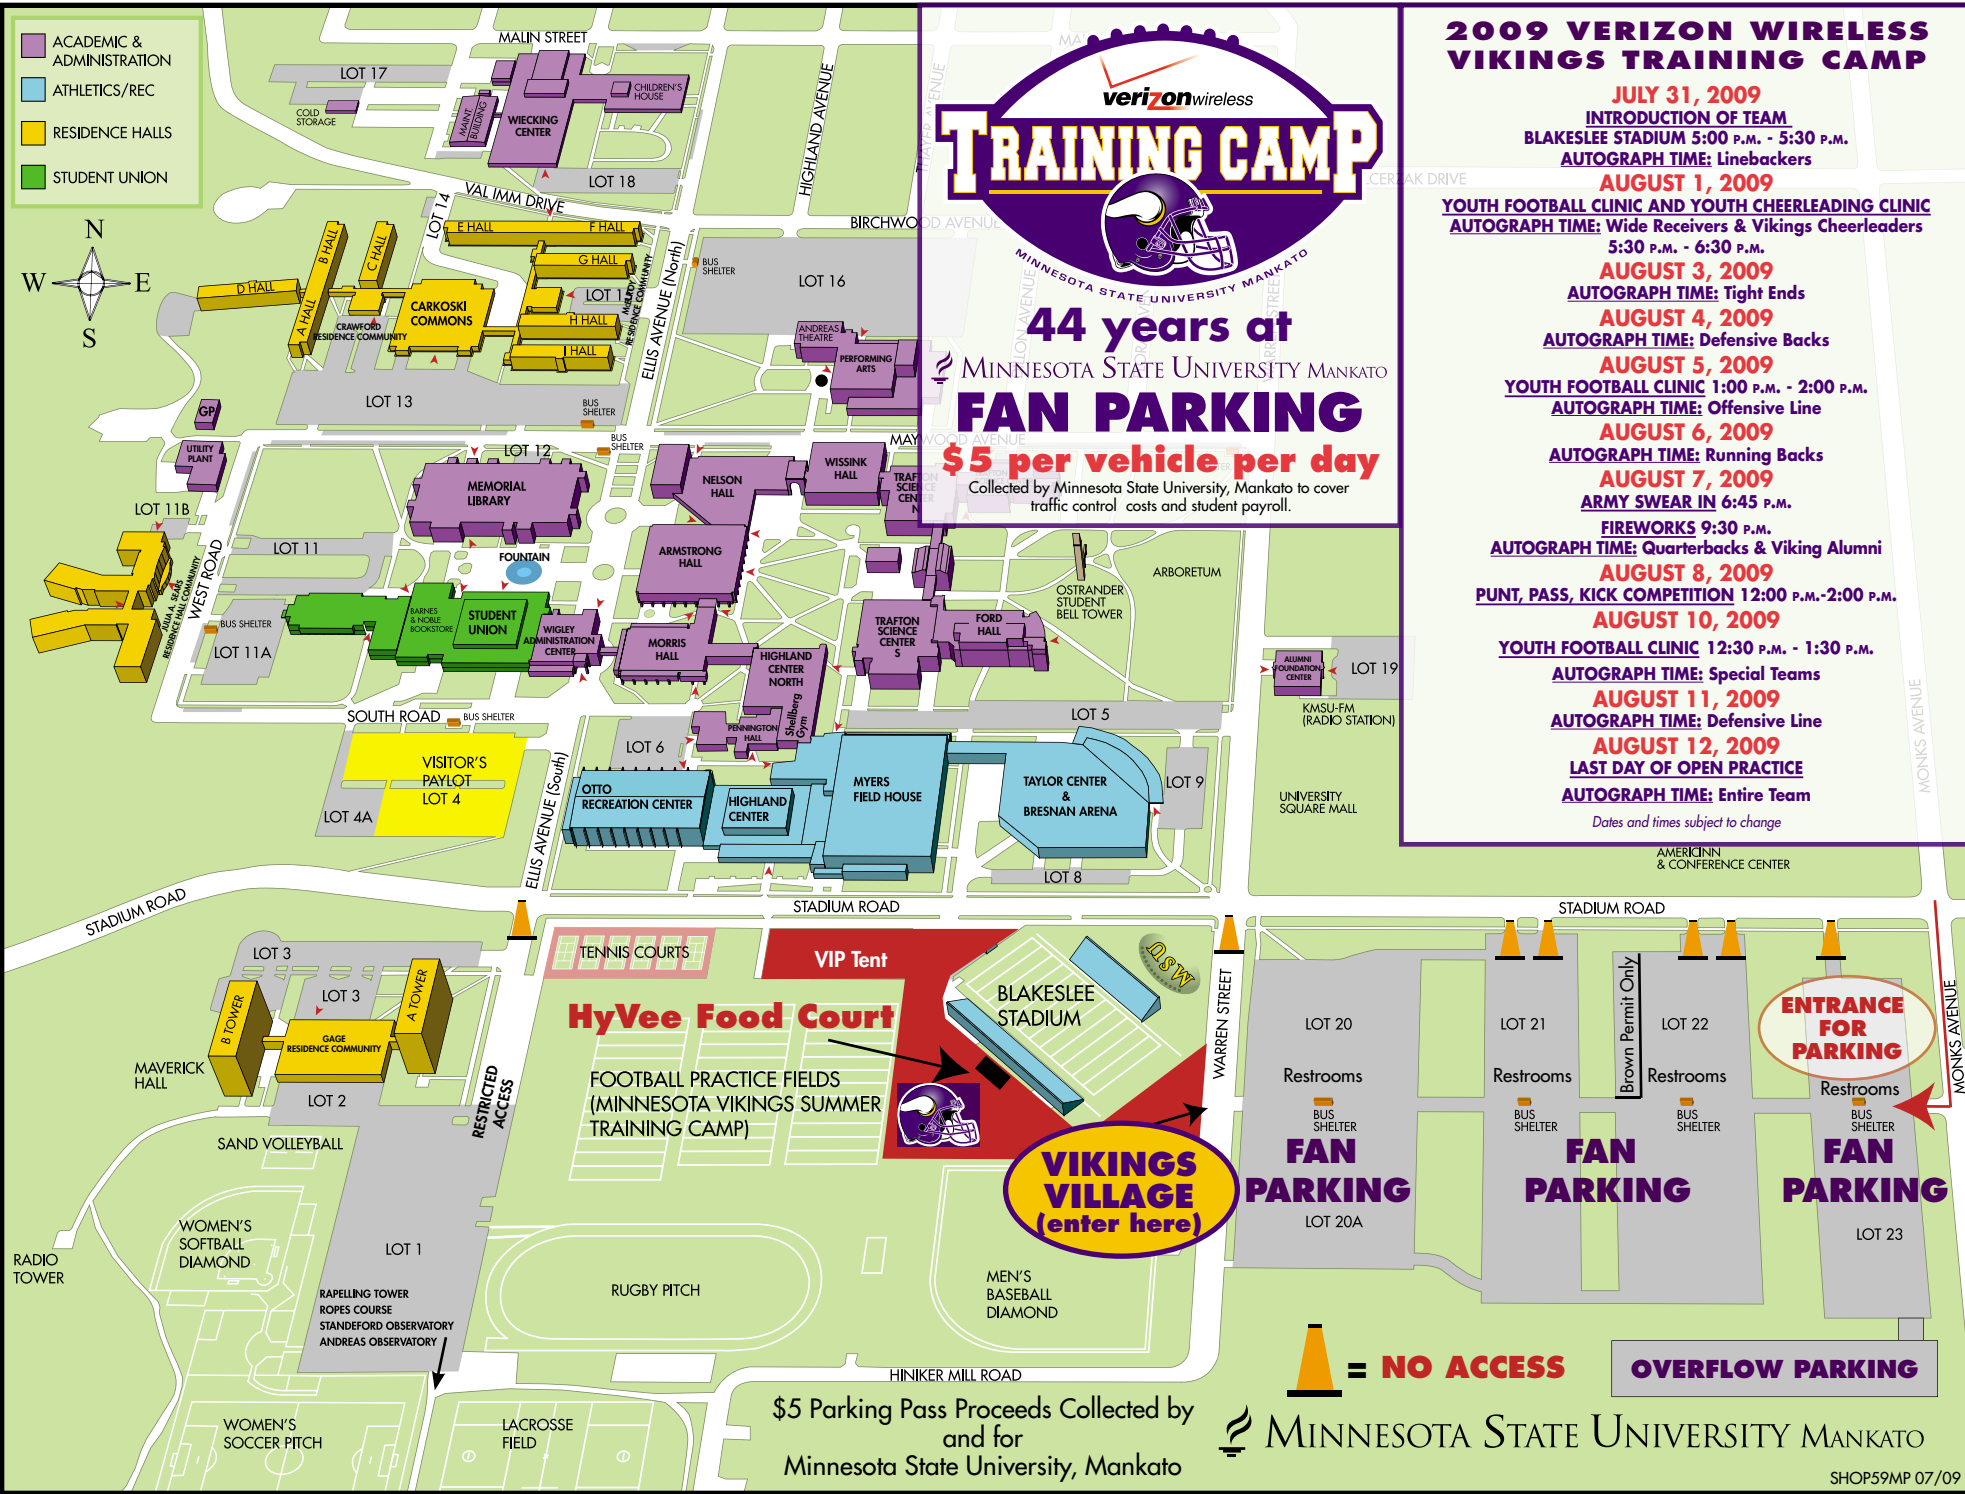 ACADEMIC &
ADMINISTRATION
ATHLETICS/REC
RESIDENCE HALLS
STUDENT UNION
N
W
E
S
MALIN STREET
LOT 17
COLD
STORAGE
MAINT.
BUILDING
WIECKING
CENTER
CHILDREN'S
HOUSE
LOT 18
VAL IMM DRIVE
LOT 14
HIGHLAND AVENUE
BIRCHWOOD AVENUE
E HALL
F HALL
G HALL
H HALL
I HALL
D HALL
B HALL
A HALL
C HALL
CARKOSKI
COMMONS
CRAWFORD
RESIDENCE COMMUNITY
RESIDENCE COMMUNITY
ELLIS AVENUE (North)
BUS
SHELTER
LOT 16
ANDREAS
THEATRE
PERFORMING
ARTS
LOT 13
BUS
SHELTER
GP
UTILITY
PLANT
LOT 12
BUS
SHELTER
MAYWOOD AVENUE
MEMORIAL
LIBRARY
NELSON
HALL
WISSINK
HALL
LOT 11B
LOT 11
WEST ROAD
JULIA A. SEARS
RESIDENCE HALL COMMUNITY
BUS SHELTER
LOT 11A
FOUNTAIN
ARMSTRONG
HALL
BARNES
& NOBLE
BOOKSTORE
STUDENT
UNION
WIGLEY
ADMINISTRATION
CENTER
MORRIS
HALL
HIGHLAND
CENTER
NORTH
Shellberg
Gym
PENNINGTON
HALL
TRAFTON
SCIENCE
CENTER
S
FORD
HALL
OSTRANDER
STUDENT
BELL TOWER
ARBORETUM
ALUMNI
FOUNDATION
CENTER
LOT 19
KMSU-FM
(RADIO STATION)
SOUTH ROAD
BUS SHELTER
LOT 6
LOT 5
VISITOR'S
PAYLOT
LOT 4
LOT 4A
ELLIS AVENUE (South)
OTTO
RECREATION CENTER
HIGHLAND
CENTER
MYERS
FIELD HOUSE
TAYLOR CENTER
&
BRESNAN ARENA
LOT 9
LOT 8
UNIVERSITY
SQUARE MALL
AMERICINN
& CONFERENCE CENTER
MONKS AVENUE
verizonwireless
TRAINING CAMP
MINNESOTA STATE UNIVERSITY MANKATO
44 years at
MINNESOTA STATE UNIVERSITY MANKATO
FAN PARKING
$5 per vehicle per day
Collected by Minnesota State University, Mankato to cover
traffic control costs and student payroll.
2009 VERIZON WIRELESS
VIKINGS TRAINING CAMP
JULY 31, 2009
INTRODUCTION OF TEAM
BLAKESLEE STADIUM 5:00 P.M. - 5:30 P.M.
AUTOGRAPH TIME: Linebackers
AUGUST 1, 2009
YOUTH FOOTBALL CLINIC AND YOUTH CHEERLEADING CLINIC
AUTOGRAPH TIME: Wide Receivers & Vikings Cheerleaders
5:30 P.M. - 6:30 P.M.
AUGUST 3, 2009
AUTOGRAPH TIME: Tight Ends
AUGUST 4, 2009
AUTOGRAPH TIME: Defensive Backs
AUGUST 5, 2009
YOUTH FOOTBALL CLINIC 1:00 P.M. - 2:00 P.M.
AUTOGRAPH TIME: Offensive Line
AUGUST 6, 2009
AUTOGRAPH TIME: Running Backs
AUGUST 7, 2009
ARMY SWEAR IN 6:45 P.M.
FIREWORKS 9:30 P.M.
AUTOGRAPH TIME: Quarterbacks & Viking Alumni
AUGUST 8, 2009
PUNT, PASS, KICK COMPETITION 12:00 P.M.-2:00 P.M.
AUGUST 10, 2009
YOUTH FOOTBALL CLINIC 12:30 P.M. - 1:30 P.M.
AUTOGRAPH TIME: Special Teams
AUGUST 11, 2009
AUTOGRAPH TIME: Defensive Line
AUGUST 12, 2009
LAST DAY OF OPEN PRACTICE
AUTOGRAPH TIME: Entire Team
Dates and times subject to change
STADIUM ROAD
STADIUM ROAD
STADIUM ROAD
LOT 3
LOT 3
B TOWER
A TOWER
GAGE
RESIDENCE COMMUNITY
MAVERICK
HALL
LOT 2
SAND VOLLEYBALL
RESTRICTED
ACCESS
TENNIS COURTS
VIP Tent
HyVee Food Court
BLAKESLEE
STADIUM
MSU
FOOTBALL PRACTICE FIELDS
(MINNESOTA VIKINGS SUMMER
TRAINING CAMP)
WARREN STREET
VIKINGS
VILLAGE
(enter here)
LOT 20
Restrooms
BUS
SHELTER
FAN
PARKING
LOT 20A
LOT 21
Restrooms
BUS
SHELTER
Brown Permit Only
LOT 22
Restrooms
BUS
SHELTER
FAN
PARKING
ENTRANCE
FOR
PARKING
Restrooms
BUS
SHELTER
MONKS AVENUE
FAN
PARKING
LOT 23
RADIO
TOWER
WOMEN'S
SOFTBALL
DIAMOND
LOT 1
RAPELLING TOWER
ROPES COURSE
STANDEFORD OBSERVATORY
ANDREAS OBSERVATORY
RUGBY PITCH
MEN'S
BASEBALL
DIAMOND
HINIKER MILL ROAD
WOMEN'S
SOCCER PITCH
LACROSSE
FIELD
$5 Parking Pass Proceeds Collected by
and for
Minnesota State University, Mankato
= NO ACCESS
OVERFLOW PARKING
MINNESOTA STATE UNIVERSITY MANKATO
SHOP59MP 07/09